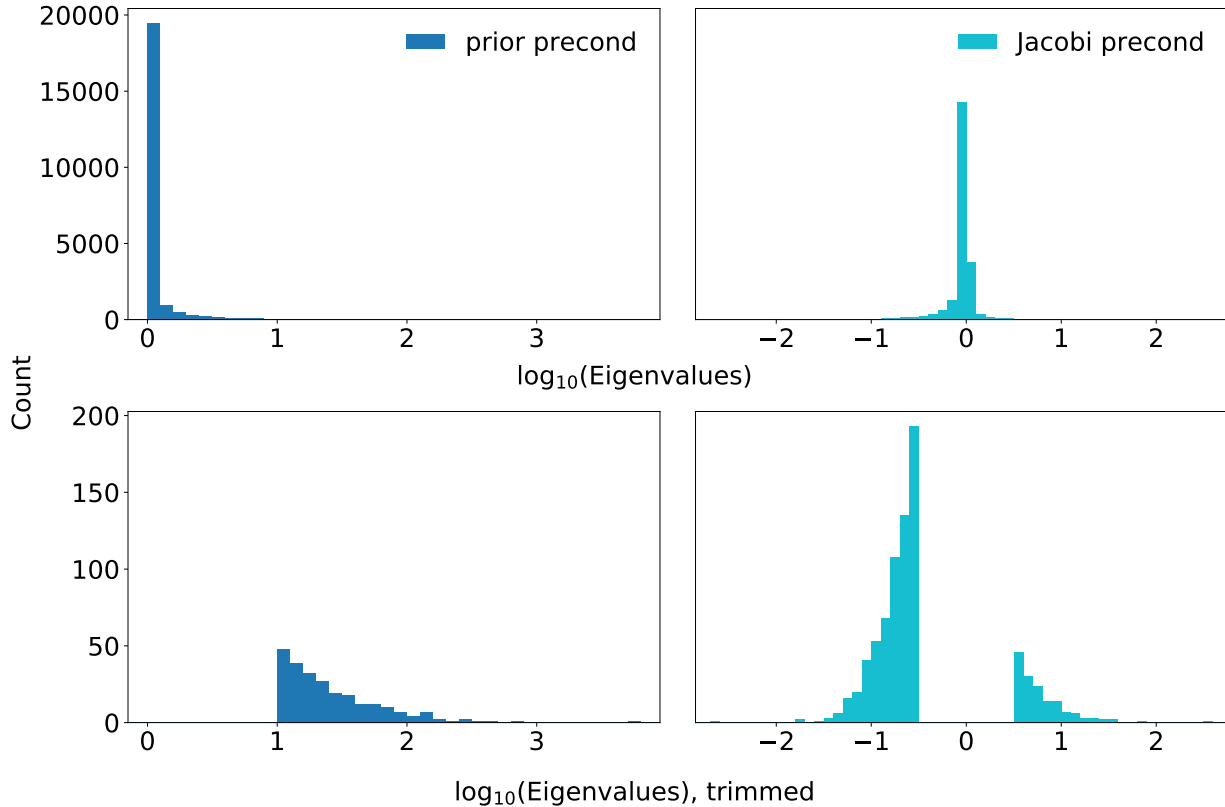 20000
15000
10000
5000
0
prior precond
0 1 2 3
Jacobi precond
−2 −1 0 1 2
log10(Eigenvalues)
Count
200
150
100
50
0
0 1 2 3
−2 −1 0 1 2
log10(Eigenvalues), trimmed